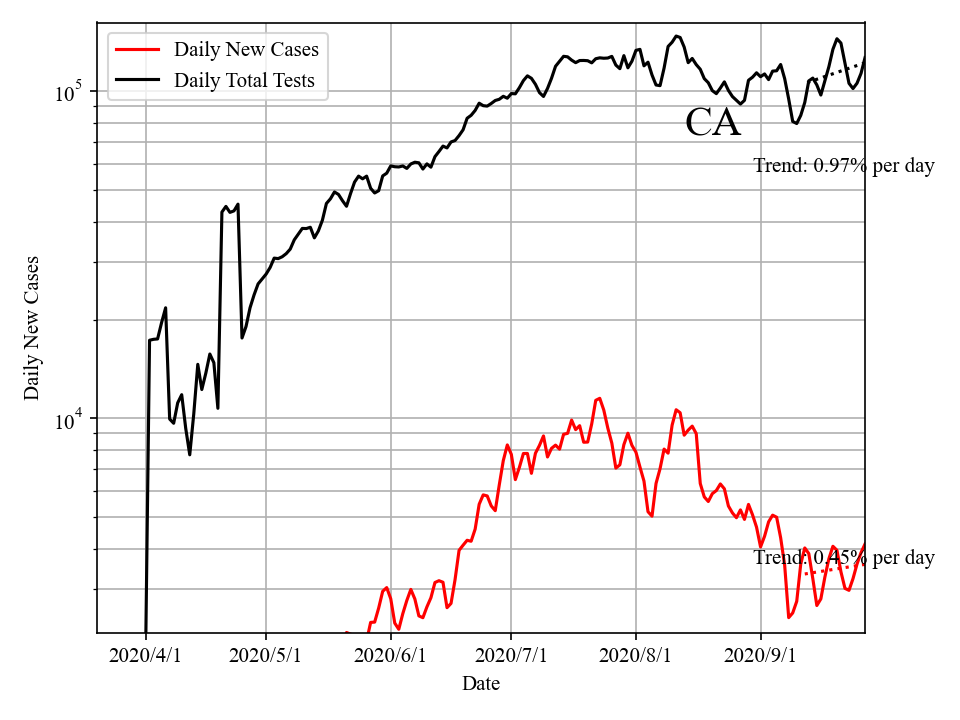 Daily New Cases
Daily Total Tests
10^5
CA
Trend: 0.97% per day
Daily New Cases
10^4
Trend: 0.45% per day
2020/4/1 2020/5/1 2020/6/1 2020/7/1 2020/8/1 2020/9/1
Date